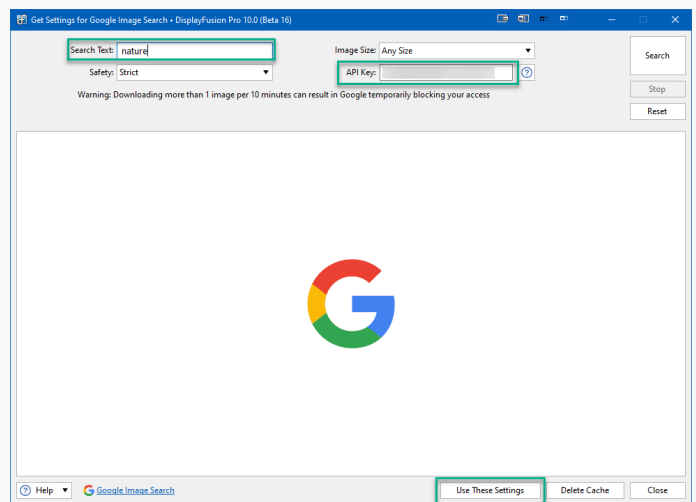 Get Settings for Google Image Search • DisplayFusion Pro 10.0 (Beta 16)
Search Text: nature Image Size: Any Size Search
Safety: Strict API Key:
Stop
Warning: Downloading more than 1 image per 10 minutes can result in Google temporarily blocking your access
Reset
Help Google Image Search Use These Settings Delete Cache Close